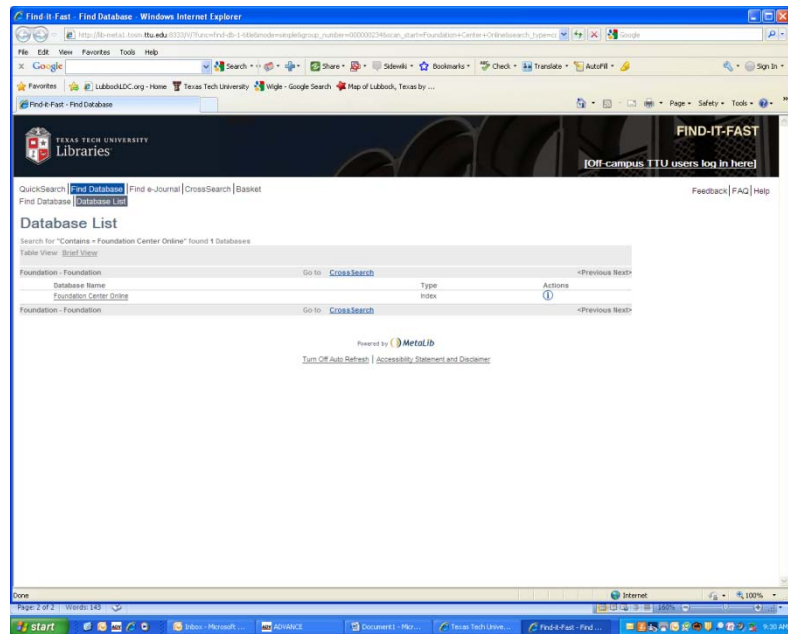 Find-It-Fast - Find Database - Windows Internet Explorer
File Edit View Favorites Tools Help
Google Search Share Sidewiki Bookmarks Check Translate AutoFill Sign In
Favorites LubbockLDC.org - Home Texas Tech University Wigle - Google Search Map of Lubbock, Texas by ...
Find-It-Fast - Find Database Page Safety Tools
TEXAS TECH UNIVERSITY
Libraries
FIND-IT-FAST
[Off-campus TTU users log in here]
QuickSearch Find Database Find e-Journal CrossSearch Basket Feedback FAQ Help
Find Database Database List
Database List
Search for "Contains = Foundation Center Online" found 1 Databases
Table View Brief View
Foundation - Foundation Go to CrossSearch <Previous Next>
Database Name Type Actions
Foundation Center Online Index
Foundation - Foundation Go to CrossSearch <Previous Next>
Powered by MetaLib
Turn Off Auto Refresh | Accessibility Statement and Disclaimer
Done Internet 100%
Page: 2 of 2 Words: 143 160%
start Inbox - Microsoft ... ADVANCE Document1 - Micr... Texas Tech Unive... Find-It-Fast - Find ... 9:30 AM